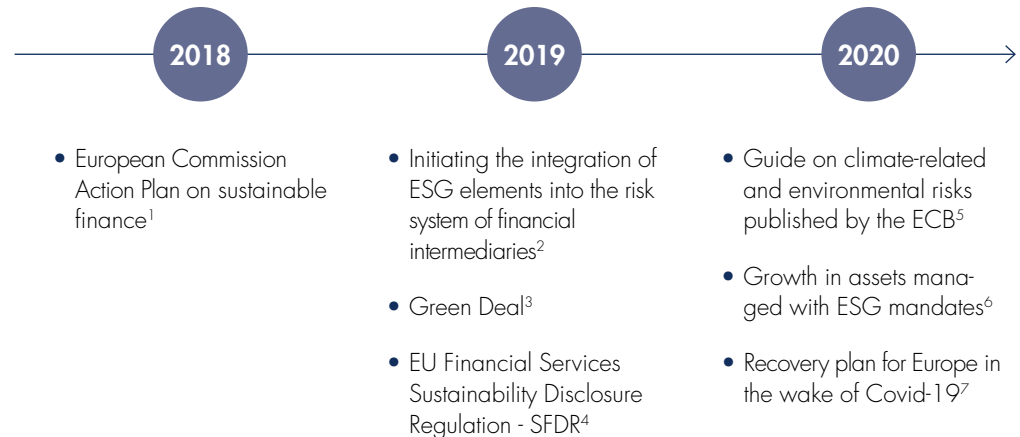 2018
2019
2020
• European Commission
Action Plan on sustainable
finance¹
• Initiating the integration of
ESG elements into the risk
system of financial
intermediaries²
• Green Deal³
• EU Financial Services
Sustainability Disclosure
Regulation - SFDR⁴
• Guide on climate-related
and environmental risks
published by the ECB⁵
• Growth in assets mana-
ged with ESG mandates⁶
• Recovery plan for Europe in
the wake of Covid-19⁷